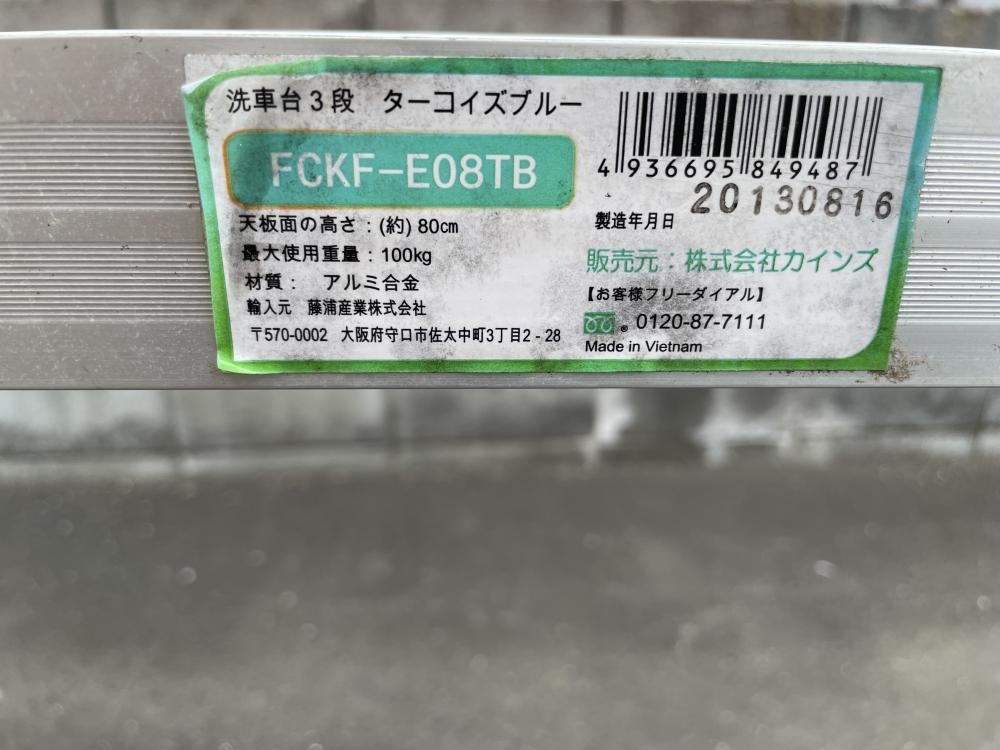 洗車台3段　ターコイズブルー
FCKF-E08TB
天板面の高さ：(約) 80㎝
最大使用重量：100kg
材質：　アルミ合金
輸入元　藤浦産業株式会社
〒570-0002　大阪府守口市佐太中町3丁目2-28
4 936695 849487
20130816
製造年月日
販売元：株式会社カインズ
【お客様フリーダイアル】
0120-87-7111
Made in Vietnam